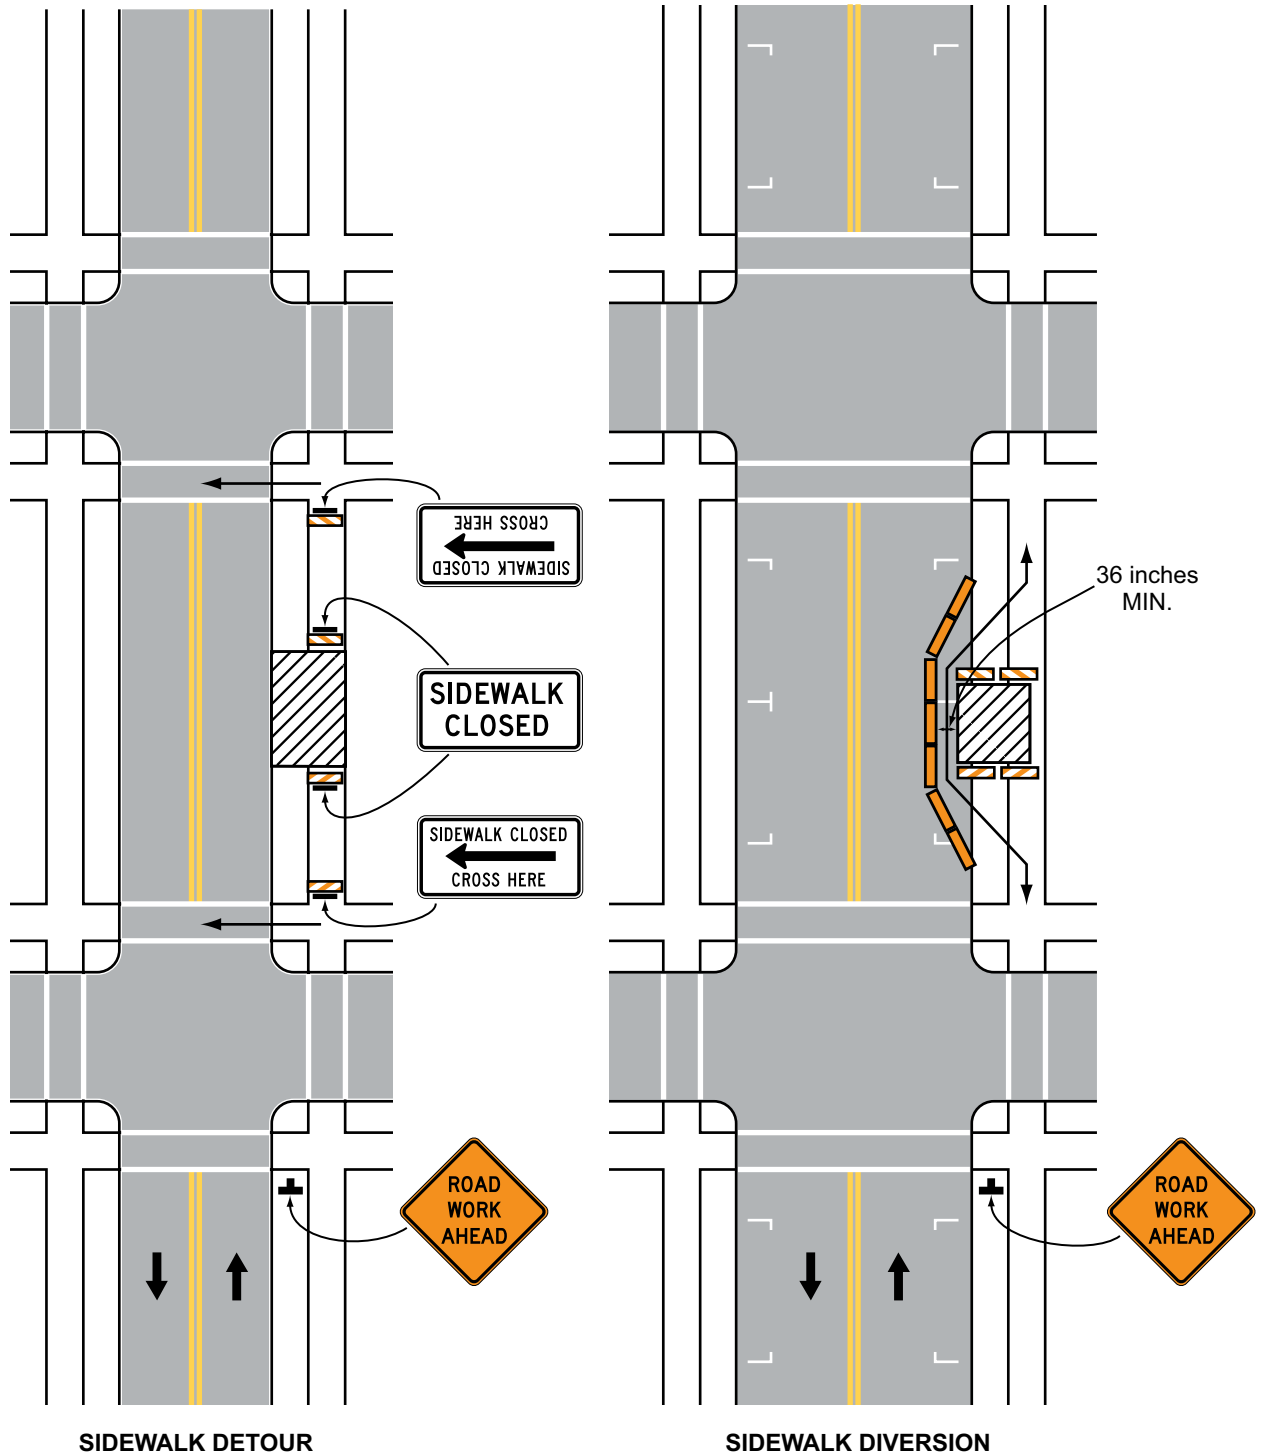 CROSS HERE
SIDEWALK CLOSED
SIDEWALK
CLOSED
SIDEWALK CLOSED
CROSS HERE
ROAD
WORK
AHEAD
SIDEWALK DETOUR
36 inches
MIN.
ROAD
WORK
AHEAD
SIDEWALK DIVERSION